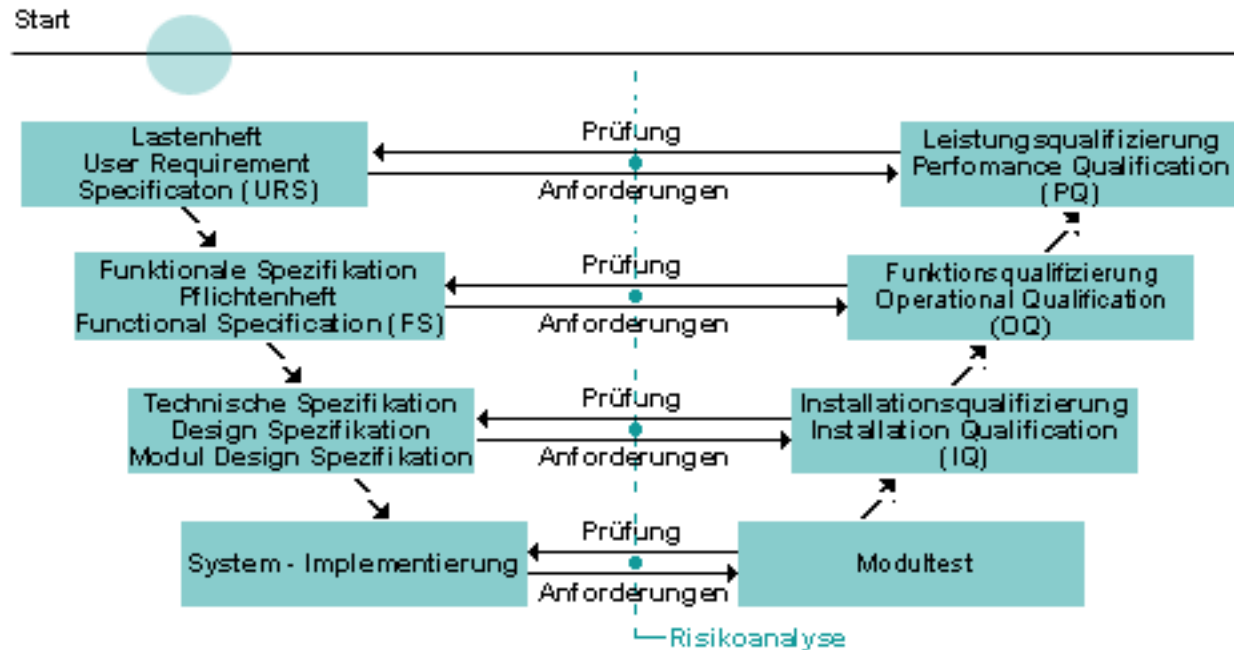 Start
Lastenheft
User Requirement
Specificaton (URS)
Prüfung
Anforderungen
Leistungsqualifizierung
Perfomance Qualification
(PQ)
Funktionale Spezifikation
Pflichtenheft
Functional Specification (FS)
Prüfung
Anforderungen
Funktionsqualifizierung
Operational Qualification
(OQ)
Technische Spezifikation
Design Spezifikation
Modul Design Spezifikation
Prüfung
Anforderungen
Installationsqualifizierung
Installation Qualification
(IQ)
System - Implementierung
Prüfung
Anforderungen
Modultest
Risikoanalyse